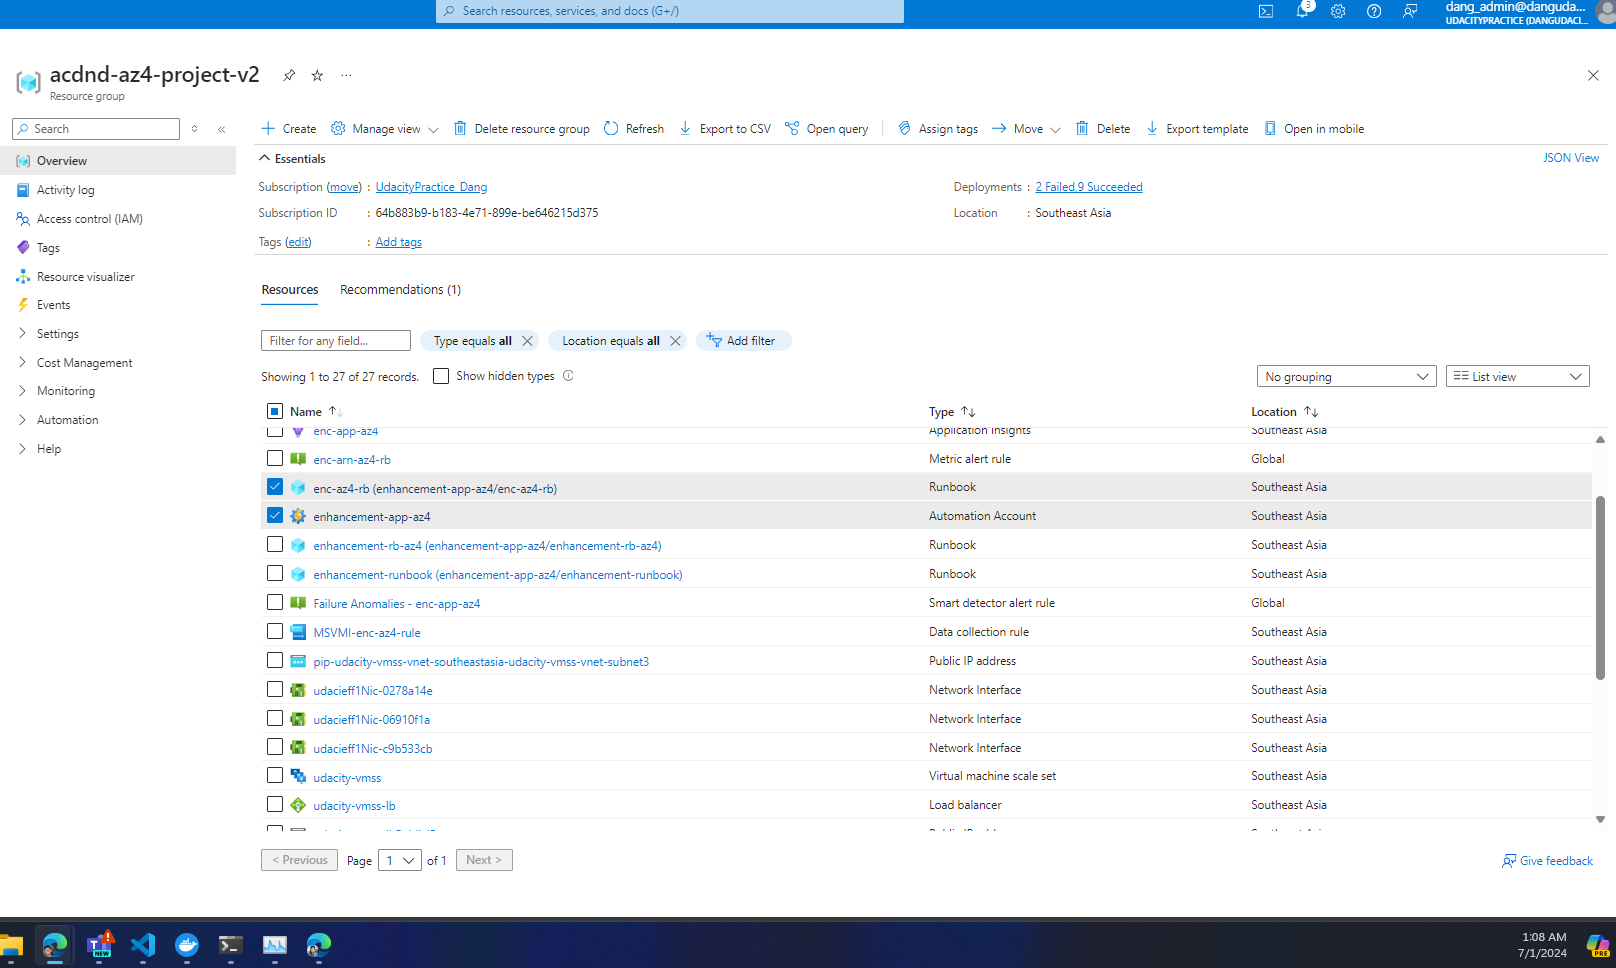 Search resources, services, and docs (G+/)
3
dang_admin@danguda...
UDACITYPRACTICE (DANGUDACI...
acdnd-az4-project-v2
Resource group
Search
Overview
Activity log
Access control (IAM)
Tags
Resource visualizer
Events
Settings
Cost Management
Monitoring
Automation
Help
Create Manage view Delete resource group Refresh Export to CSV Open query Assign tags Move Delete Export template Open in mobile
Essentials
JSON View
Subscription (move) : UdacityPractice_Dang
Subscription ID : 64b883b9-b183-4e71-899e-be646215d375
Tags (edit) : Add tags
Deployments : 2 Failed,9 Succeeded
Location : Southeast Asia
Resources Recommendations (1)
Filter for any field... Type equals all Location equals all Add filter
Showing 1 to 27 of 27 records. Show hidden types
No grouping List view
Name Type Location
enc-app-az4 Application Insights Southeast Asia
enc-arn-az4-rb Metric alert rule Global
enc-az4-rb (enhancement-app-az4/enc-az4-rb) Runbook Southeast Asia
enhancement-app-az4 Automation Account Southeast Asia
enhancement-rb-az4 (enhancement-app-az4/enhancement-rb-az4) Runbook Southeast Asia
enhancement-runbook (enhancement-app-az4/enhancement-runbook) Runbook Southeast Asia
Failure Anomalies - enc-app-az4 Smart detector alert rule Global
MSVMI-enc-az4-rule Data collection rule Southeast Asia
pip-udacity-vmss-vnet-southeastasia-udacity-vmss-vnet-subnet3 Public IP address Southeast Asia
udacieff1Nic-0278a14e Network Interface Southeast Asia
udacieff1Nic-06910f1a Network Interface Southeast Asia
udacieff1Nic-c9b533cb Network Interface Southeast Asia
udacity-vmss Virtual machine scale set Southeast Asia
udacity-vmss-lb Load balancer Southeast Asia
< Previous Page 1 of 1 Next >
Give feedback
NEW
1:08 AM
7/1/2024
PRE